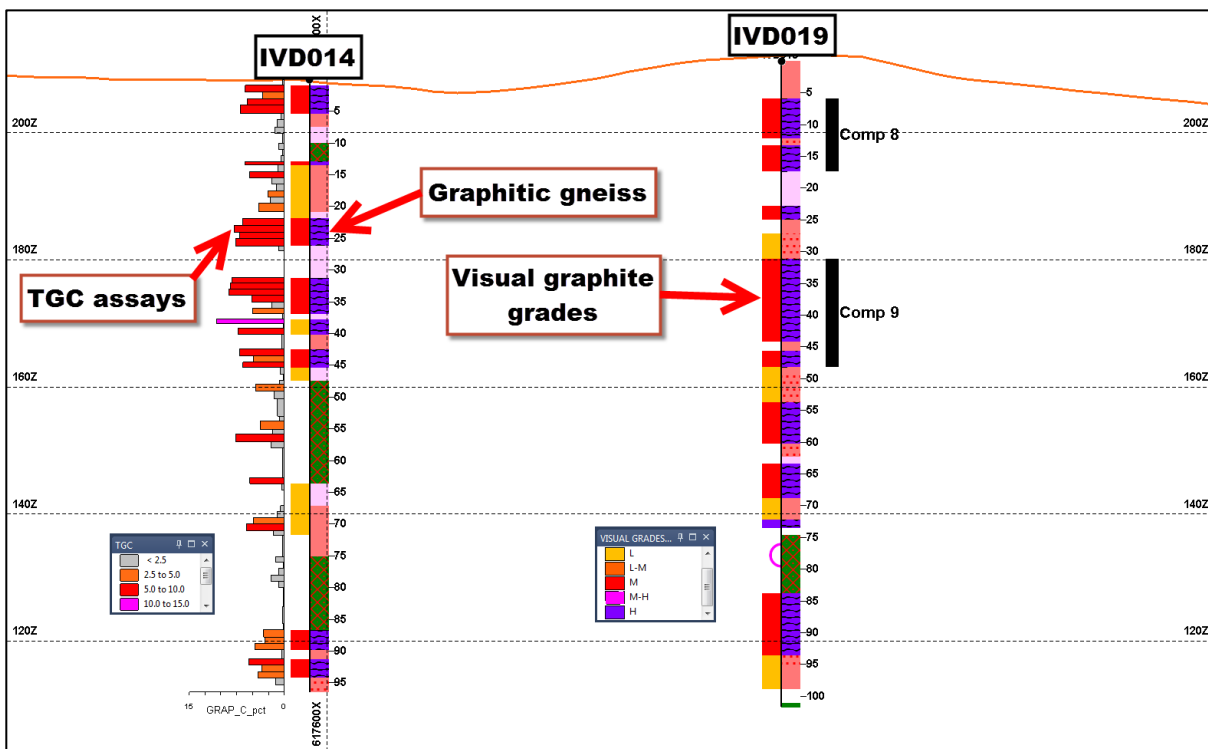 IVD014
IVD019
200Z
200Z
180Z
180Z
160Z
160Z
140Z
140Z
120Z
120Z
5
10
15
20
25
30
35
40
45
50
55
60
65
70
75
80
85
90
95
5
10
15
20
25
30
35
40
45
50
55
60
65
70
75
80
85
90
95
100
Comp 8
Comp 9
Graphitic gneiss
TGC assays
Visual graphite
grades
TGC
< 2.5
2.5 to 5.0
5.0 to 10.0
10.0 to 15.0
VISUAL GRADES...
L
L-M
M
M-H
H
15
0
GRAP_C_pct
617600X